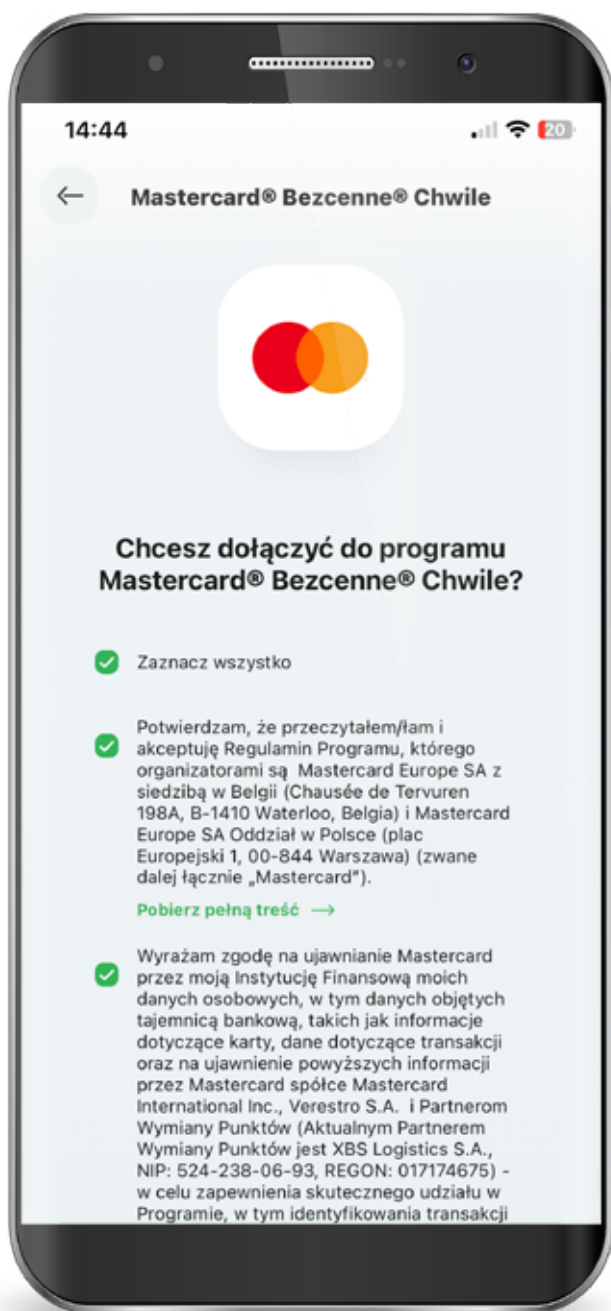 14:44
20
Mastercard® Bezcenne® Chwile
Chcesz dołączyć do programu
Mastercard® Bezcenne® Chwile?
Zaznacz wszystko
Potwierdzam, że przeczytałem/łam i
akceptuję Regulamin Programu, którego
organizatorami są Mastercard Europe SA z
siedzibą w Belgii (Chausée de Tervuren
198A, B-1410 Waterloo, Belgia) i Mastercard
Europe SA Oddział w Polsce (plac
Europejski 1, 00-844 Warszawa) (zwane
dalej łącznie „Mastercard").
Pobierz pełną treść →
Wyrażam zgodę na ujawnianie Mastercard
przez moją Instytucję Finansową moich
danych osobowych, w tym danych objętych
tajemnicą bankową, takich jak informacje
dotyczące karty, dane dotyczące transakcji
oraz na ujawnienie powyższych informacji
przez Mastercard spółce Mastercard
International Inc., Verestro S.A. i Partnerom
Wymiany Punktów (Aktualnym Partnerem
Wymiany Punktów jest XBS Logistics S.A.,
NIP: 524-238-06-93, REGON: 017174675) -
w celu zapewnienia skutecznego udziału w
Programie, w tym identyfikowania transakcji